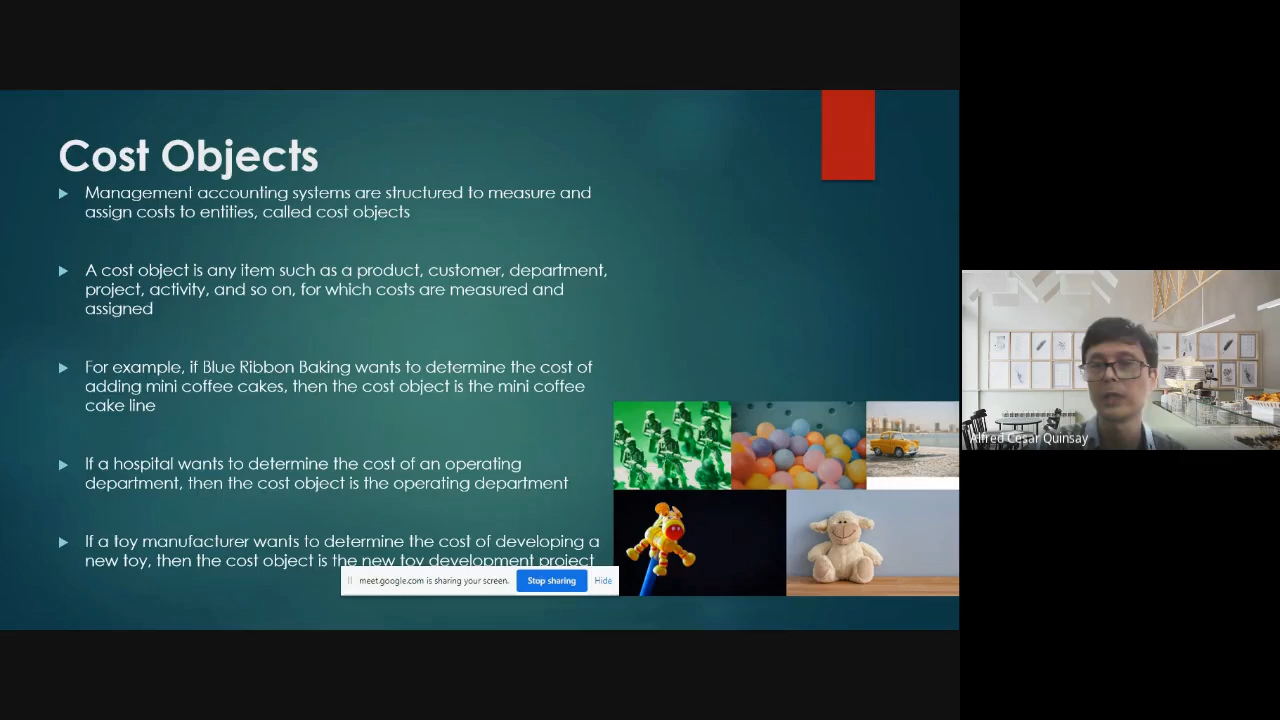 Cost Objects
Management accounting systems are structured to measure and
assign costs to entities, called cost objects
A cost object is any item such as a product, customer, department,
project, activity, and so on, for which costs are measured and
assigned
For example, if Blue Ribbon Baking wants to determine the cost of
adding mini coffee cakes, then the cost object is the mini coffee
cake line
If a hospital wants to determine the cost of an operating
department, then the cost object is the operating department
If a toy manufacturer wants to determine the cost of developing a
new toy, then the cost object is the new toy development project
meet.google.com is sharing your screen.
Stop sharing
Hide
Alfred Cesar Quinsay